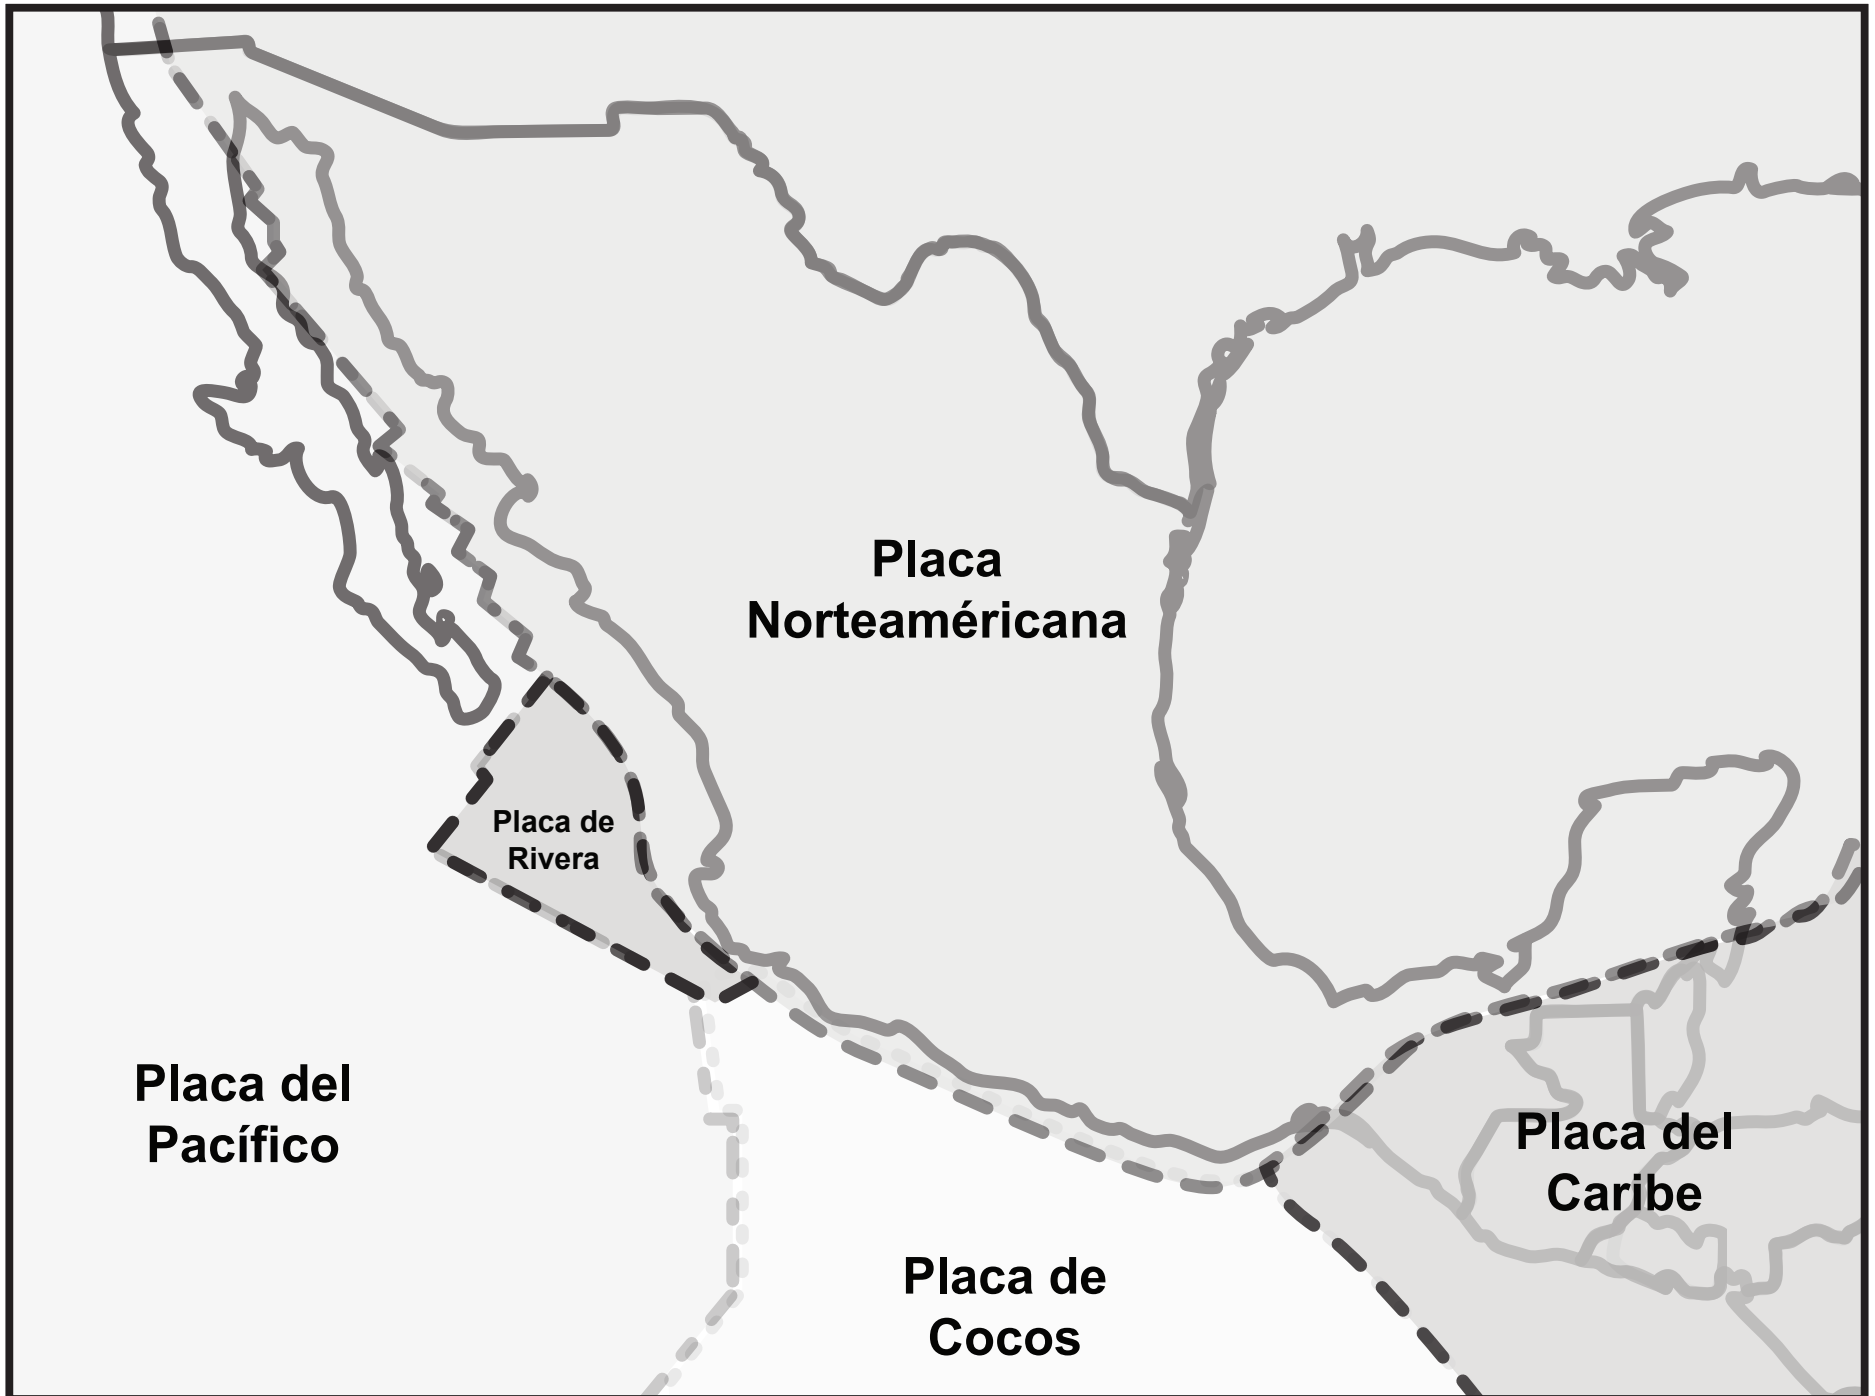 Placa
Norteaméricana
Placa de
Rivera
Placa del
Pacífico
Placa del
Caribe
Placa de
Cocos